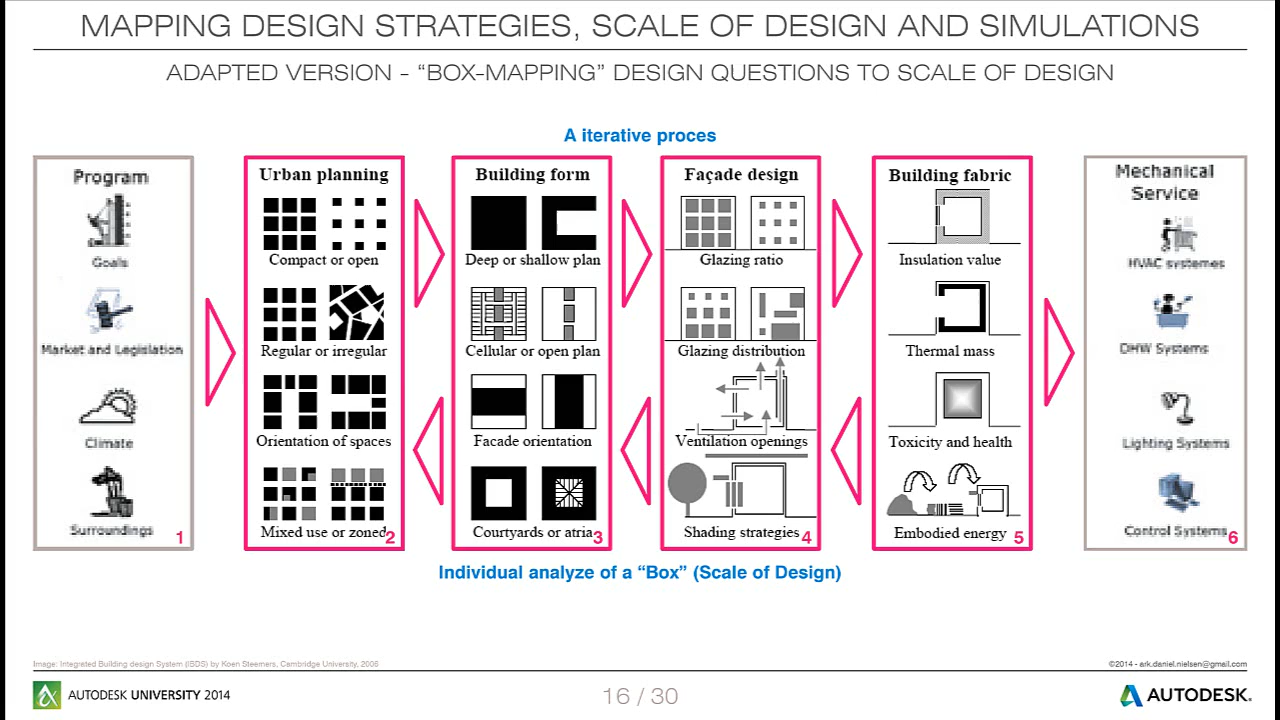 MAPPING DESIGN STRATEGIES, SCALE OF DESIGN AND SIMULATIONS
ADAPTED VERSION - “BOX-MAPPING” DESIGN QUESTIONS TO SCALE OF DESIGN
A iterative proces
Program
Goals
Market and Legislation
Climate
Surroundings
1
Urban planning
Compact or open
Regular or irregular
Orientation of spaces
Mixed use or zoned
2
Building form
Deep or shallow plan
Cellular or open plan
Facade orientation
Courtyards or atria
3
Façade design
Glazing ratio
Glazing distribution
Ventilation openings
Shading strategies
4
Building fabric
Insulation value
Thermal mass
Toxicity and health
Embodied energy
5
Mechanical
Service
HVAC systemes
DHW Systems
Lighting Systems
Control Systems
6
Individual analyze of a “Box” (Scale of Design)
Image: Integrated Building design System (IBDS) by Koen Steemers, Cambridge University, 2006
©2014 - ark.daniel.nielsen@gmail.com
AUTODESK UNIVERSITY 2014
16 / 30
AUTODESK.